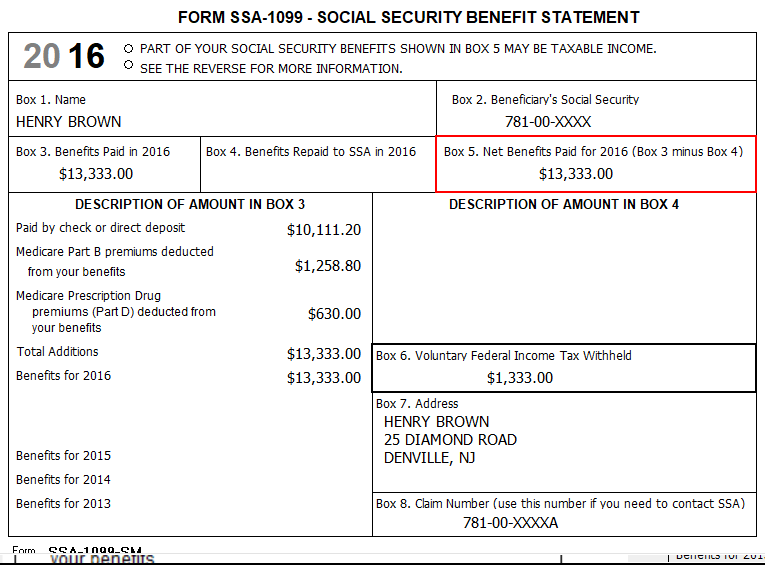 FORM SSA-1099 - SOCIAL SECURITY BENEFIT STATEMENT
2016
PART OF YOUR SOCIAL SECURITY BENEFITS SHOWN IN BOX 5 MAY BE TAXABLE INCOME.
SEE THE REVERSE FOR MORE INFORMATION.
Box 1. Name
HENRY BROWN
Box 2. Beneficiary's Social Security
781-00-XXXX
Box 3. Benefits Paid in 2016
$13,333.00
Box 4. Benefits Repaid to SSA in 2016
Box 5. Net Benefits Paid for 2016 (Box 3 minus Box 4)
$13,333.00
DESCRIPTION OF AMOUNT IN BOX 3
Paid by check or direct deposit $10,111.20
Medicare Part B premiums deducted
from your benefits $1,258.80
Medicare Prescription Drug
premiums (Part D) deducted from $630.00
your benefits
Total Additions $13,333.00
Benefits for 2016 $13,333.00
Benefits for 2015
Benefits for 2014
Benefits for 2013
DESCRIPTION OF AMOUNT IN BOX 4
Box 6. Voluntary Federal Income Tax Withheld
$1,333.00
Box 7. Address
HENRY BROWN
25 DIAMOND ROAD
DENVILLE, NJ
Box 8. Claim Number (use this number if you need to contact SSA)
781-00-XXXXA
Form SSA-1099-SM
your benefits
Benefits for 201